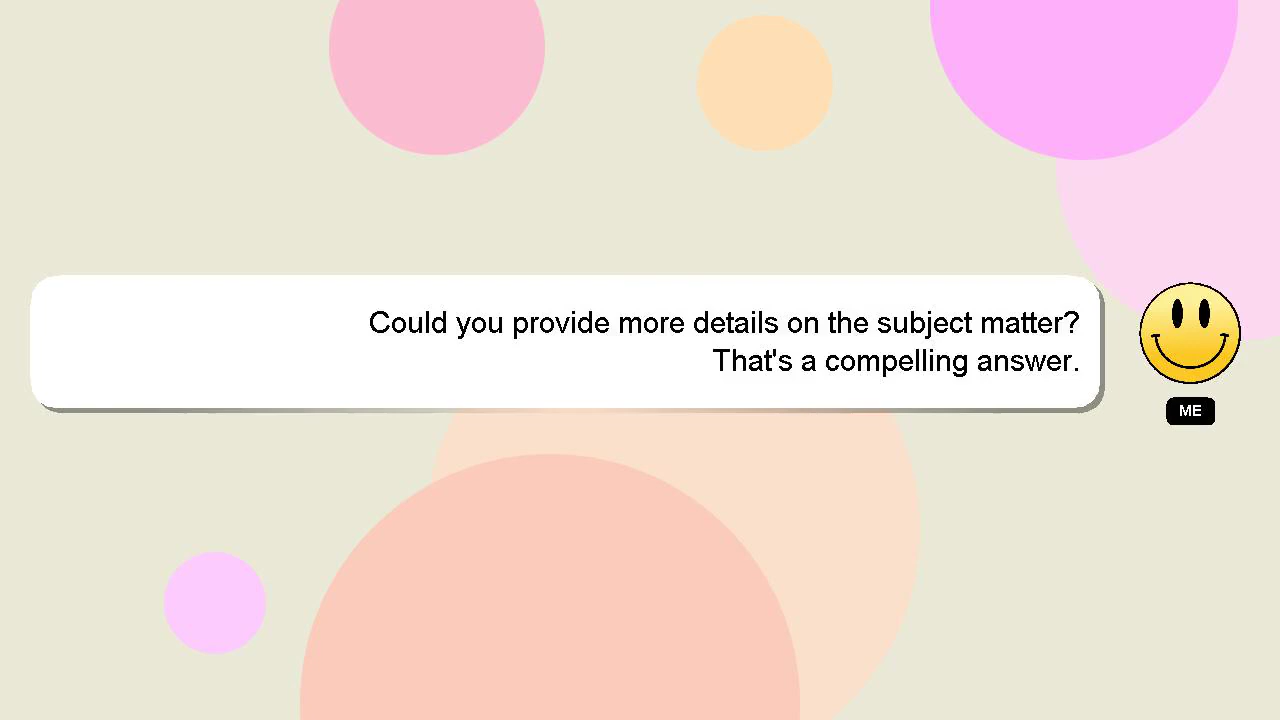 Could you provide more details on the subject matter?
That's a compelling answer.
ME